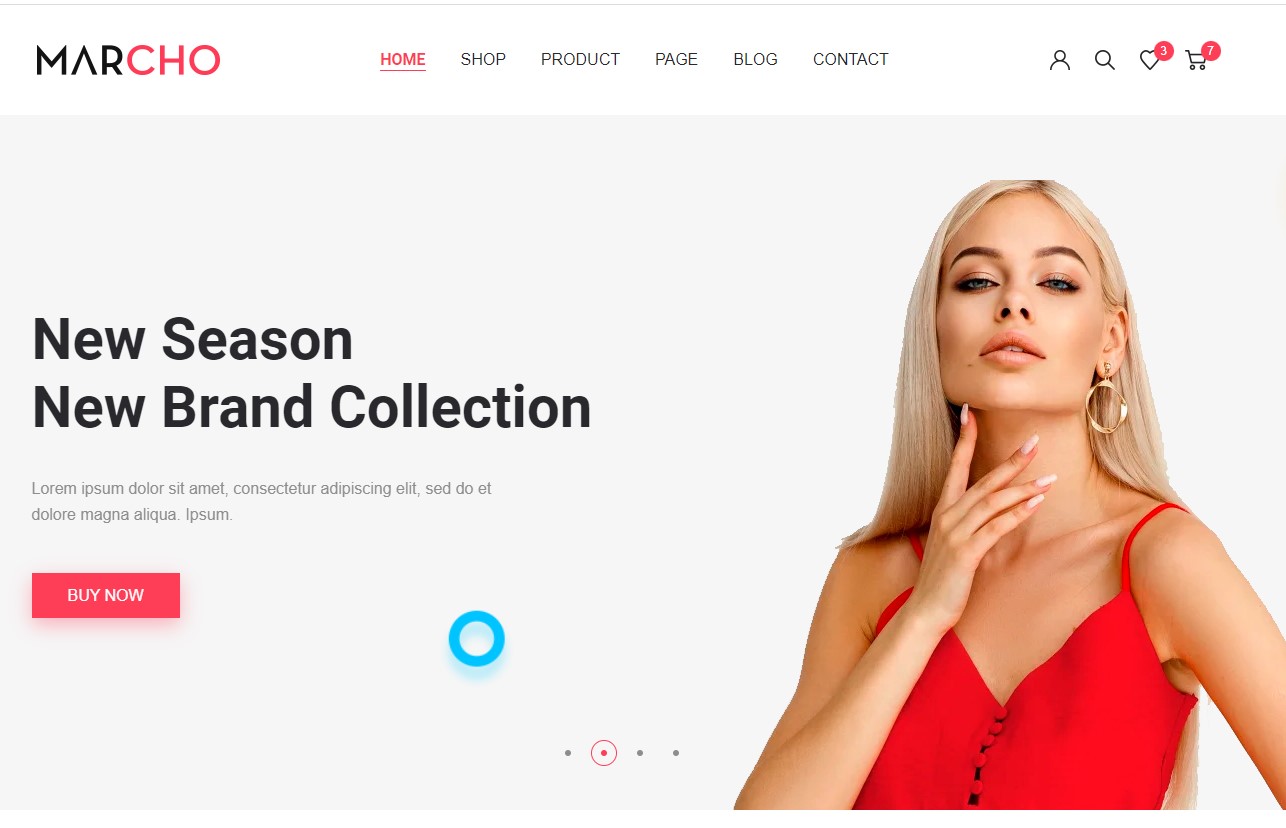 MARCHO
HOME SHOP PRODUCT PAGE BLOG CONTACT 3 7
New Season
New Brand Collection
Lorem ipsum dolor sit amet, consectetur adipiscing elit, sed do et
dolore magna aliqua. Ipsum.
BUY NOW